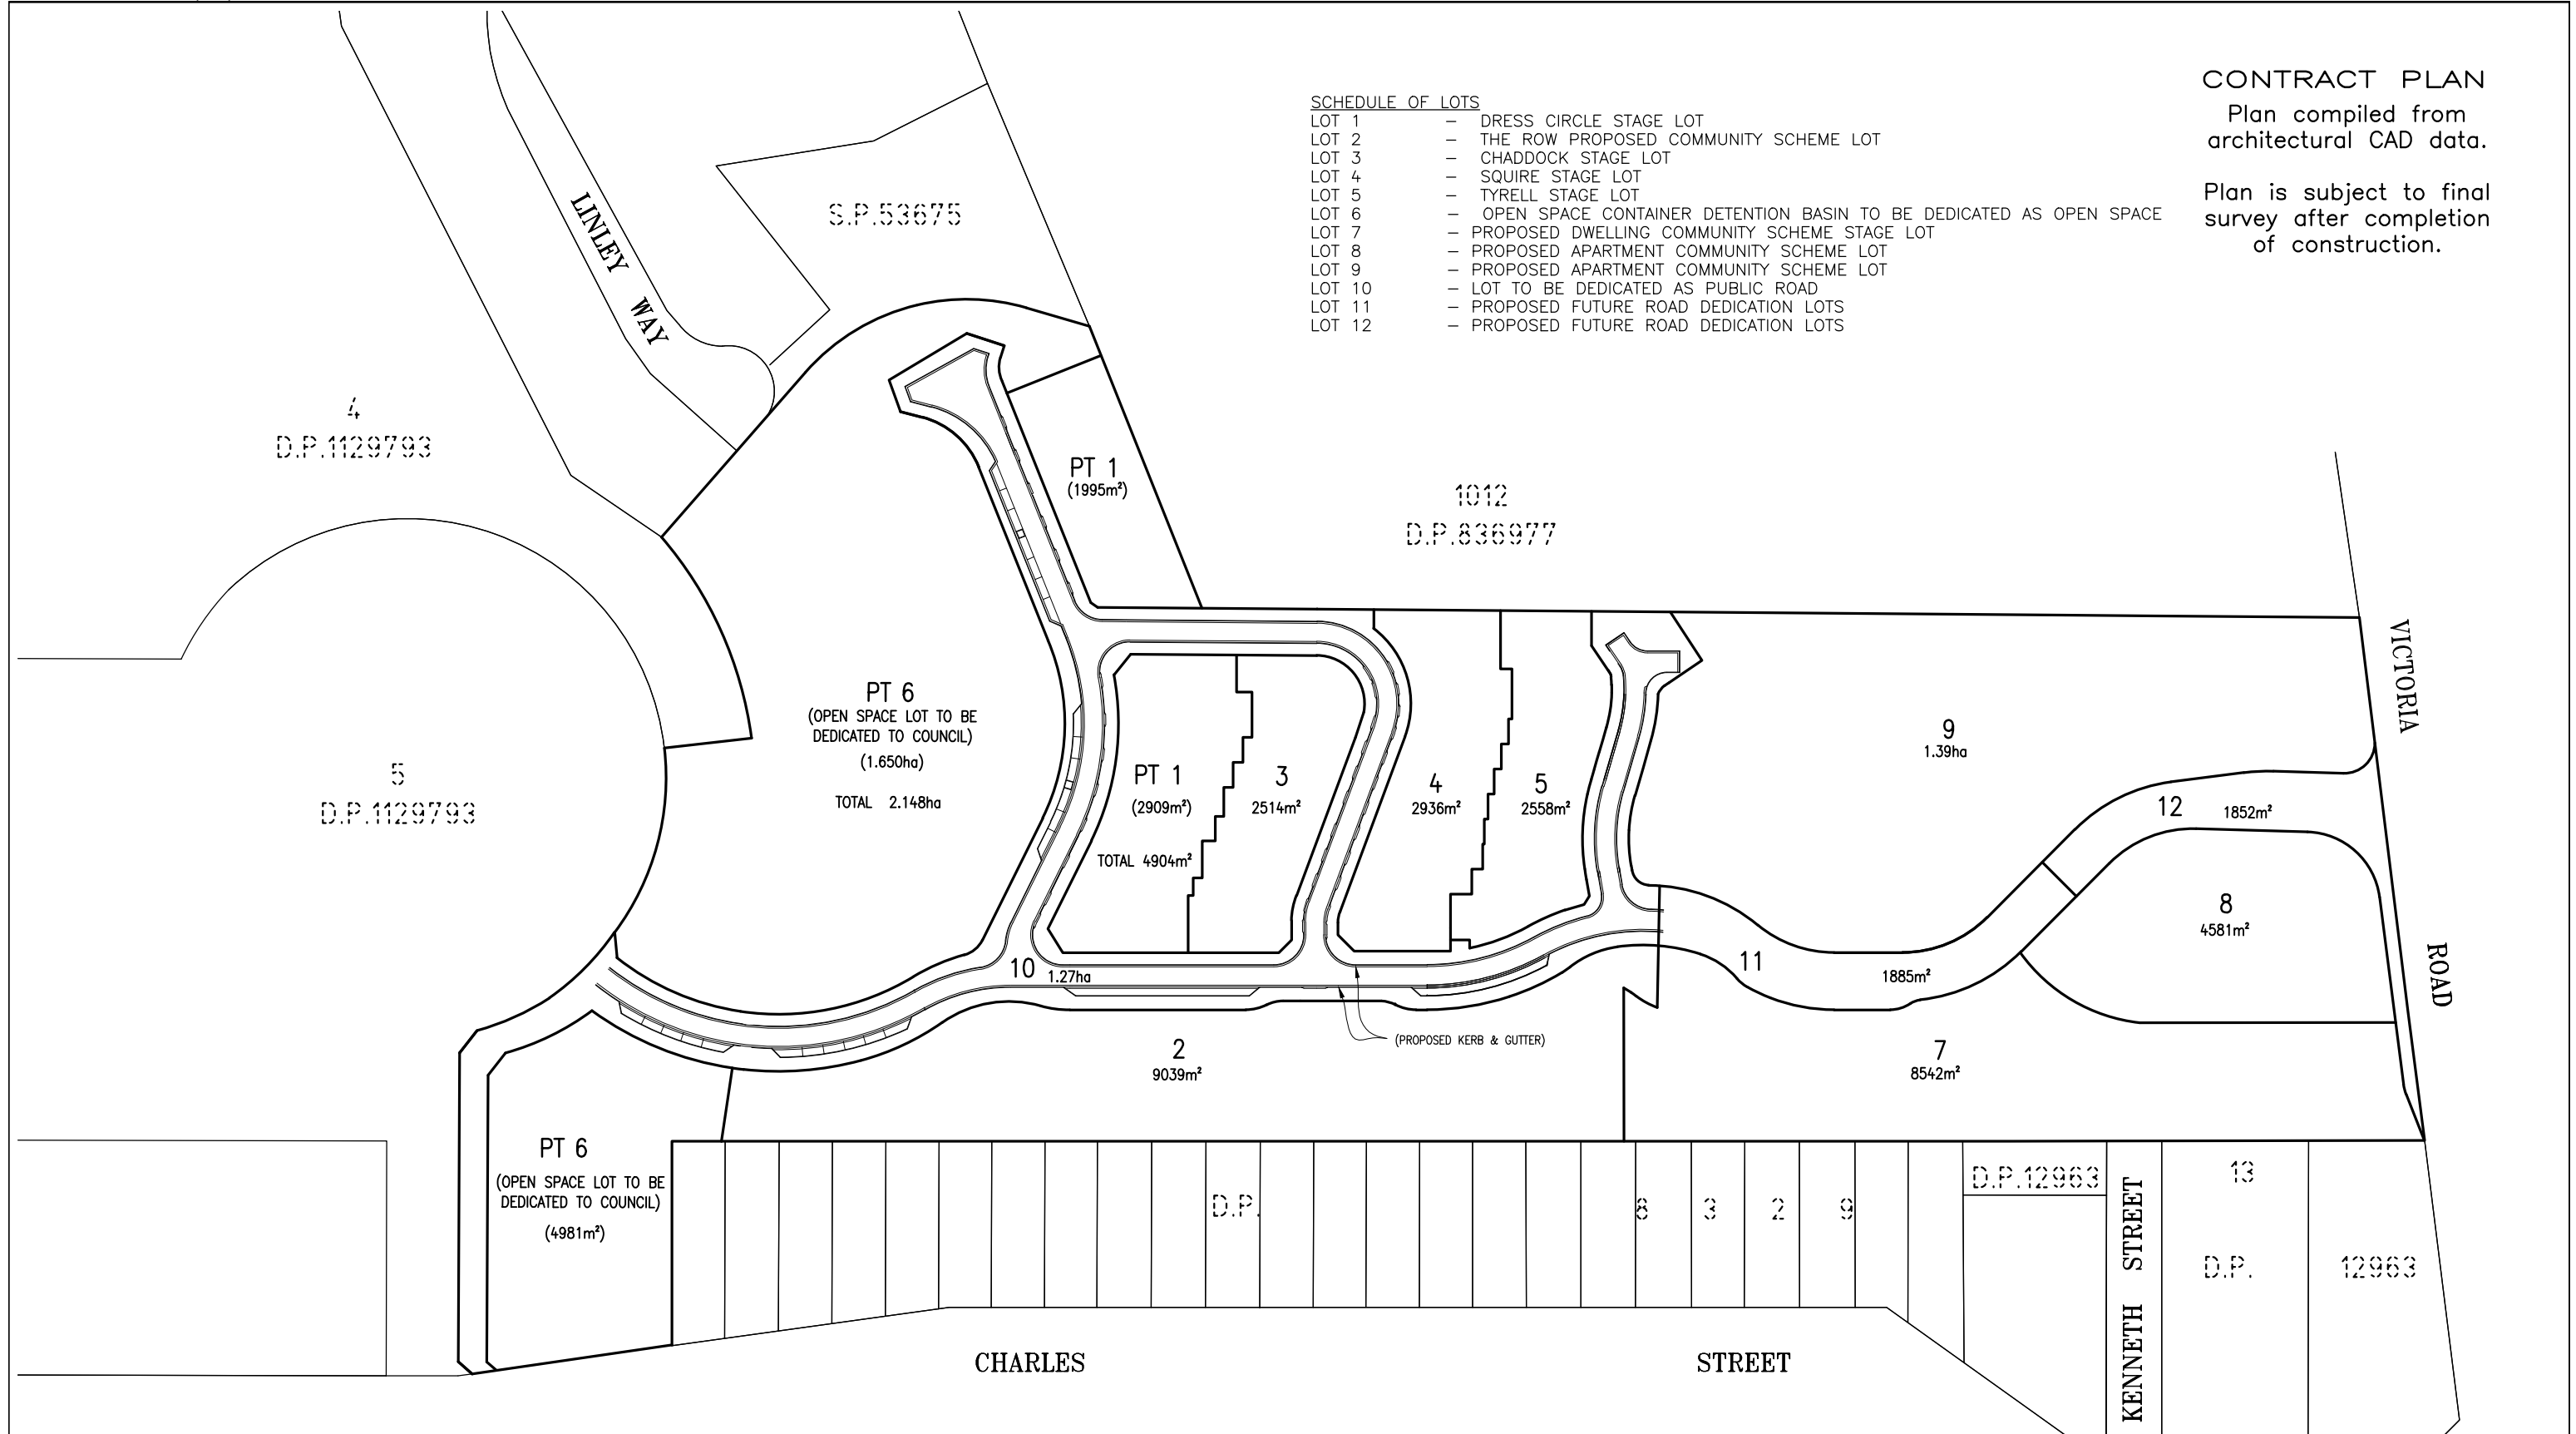 CONTRACT PLAN
Plan compiled from
architectural CAD data.
Plan is subject to final
survey after completion
of construction.
SCHEDULE OF LOTS
LOT 1 – DRESS CIRCLE STAGE LOT
LOT 2 – THE ROW PROPOSED COMMUNITY SCHEME LOT
LOT 3 – CHADDOCK STAGE LOT
LOT 4 – SQUIRE STAGE LOT
LOT 5 – TYRELL STAGE LOT
LOT 6 – OPEN SPACE CONTAINER DETENTION BASIN TO BE DEDICATED AS OPEN SPACE
LOT 7 – PROPOSED DWELLING COMMUNITY SCHEME STAGE LOT
LOT 8 – PROPOSED APARTMENT COMMUNITY SCHEME LOT
LOT 9 – PROPOSED APARTMENT COMMUNITY SCHEME LOT
LOT 10 – LOT TO BE DEDICATED AS PUBLIC ROAD
LOT 11 – PROPOSED FUTURE ROAD DEDICATION LOTS
LOT 12 – PROPOSED FUTURE ROAD DEDICATION LOTS
S.P.53675
LINLEY WAY
4
D.P.1129793
PT 1
(1995m²)
1012
D.P.836977
VICTORIA ROAD
PT 6
(OPEN SPACE LOT TO BE
DEDICATED TO COUNCIL)
(1.650ha)
TOTAL 2.148ha
5
D.P.1129793
PT 1
(2909m²)
TOTAL 4904m²
3
2514m²
4
2936m²
5
2558m²
9
1.39ha
12 1852m²
8
4581m²
10 1.27ha
11 1885m²
(PROPOSED KERB & GUTTER)
2
9039m²
7
8542m²
PT 6
(OPEN SPACE LOT TO BE
DEDICATED TO COUNCIL)
(4981m²)
D.P. 8 3 2 9
D.P.12963
KENNETH STREET
13
D.P. 12963
CHARLES STREET